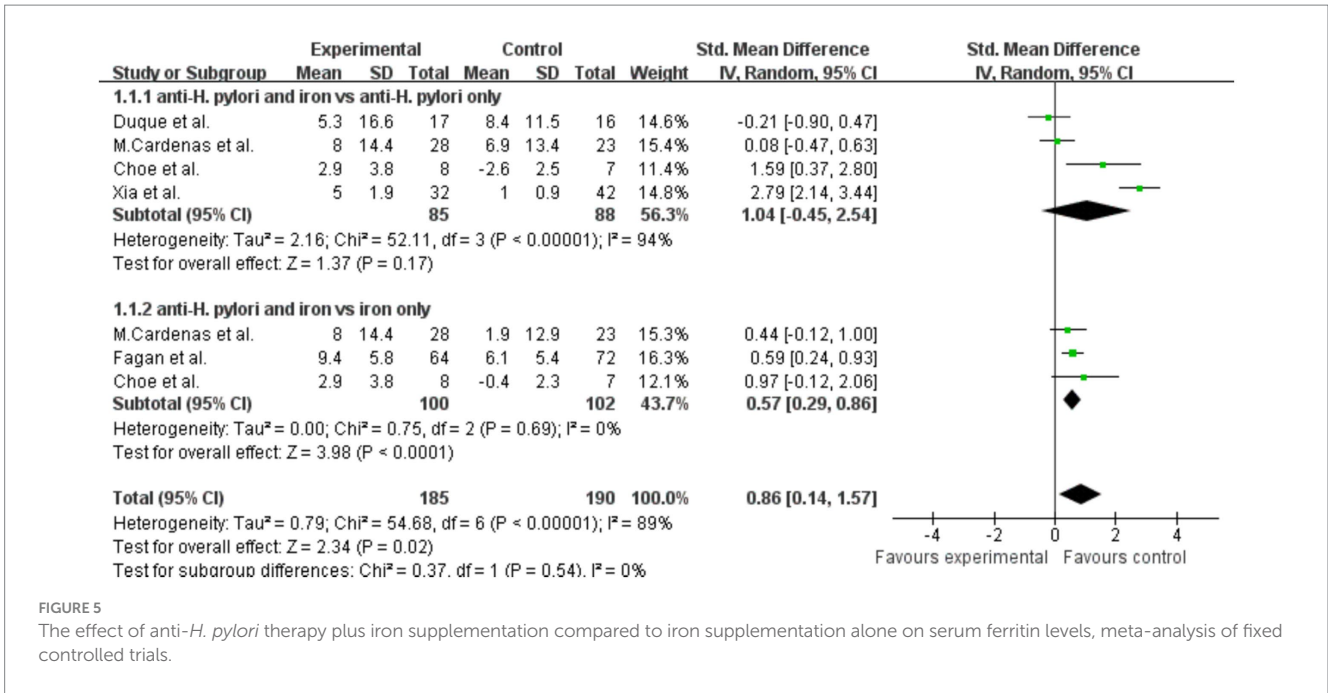 Experimental Control Std. Mean Difference Std. Mean Difference
Study or Subgroup Mean SD Total Mean SD Total Weight IV, Random, 95% CI IV, Random, 95% CI
1.1.1 anti-H. pylori and iron vs anti-H. pylori only
Duque et al. 5.3 16.6 17 8.4 11.5 16 14.6% -0.21 [-0.90, 0.47]
M.Cardenas et al. 8 14.4 28 6.9 13.4 23 15.4% 0.08 [-0.47, 0.63]
Choe et al. 2.9 3.8 8 -2.6 2.5 7 11.4% 1.59 [0.37, 2.80]
Xia et al. 5 1.9 32 1 0.9 42 14.8% 2.79 [2.14, 3.44]
Subtotal (95% CI) 85 88 56.3% 1.04 [-0.45, 2.54]
Heterogeneity: Tau² = 2.16; Chi² = 52.11, df = 3 (P < 0.00001); I² = 94%
Test for overall effect: Z = 1.37 (P = 0.17)
1.1.2 anti-H. pylori and iron vs iron only
M.Cardenas et al. 8 14.4 28 1.9 12.9 23 15.3% 0.44 [-0.12, 1.00]
Fagan et al. 9.4 5.8 64 6.1 5.4 72 16.3% 0.59 [0.24, 0.93]
Choe et al. 2.9 3.8 8 -0.4 2.3 7 12.1% 0.97 [-0.12, 2.06]
Subtotal (95% CI) 100 102 43.7% 0.57 [0.29, 0.86]
Heterogeneity: Tau² = 0.00; Chi² = 0.75, df = 2 (P = 0.69); I² = 0%
Test for overall effect: Z = 3.98 (P < 0.0001)
Total (95% CI) 185 190 100.0% 0.86 [0.14, 1.57]
Heterogeneity: Tau² = 0.79; Chi² = 54.68, df = 6 (P < 0.00001); I² = 89%
Test for overall effect: Z = 2.34 (P = 0.02)
Test for subgroup differences: Chi² = 0.37, df = 1 (P = 0.54), I² = 0%
-4 -2 0 2 4
Favours experimental Favours control
FIGURE 5
The effect of anti-H. pylori therapy plus iron supplementation compared to iron supplementation alone on serum ferritin levels, meta-analysis of fixed
controlled trials.